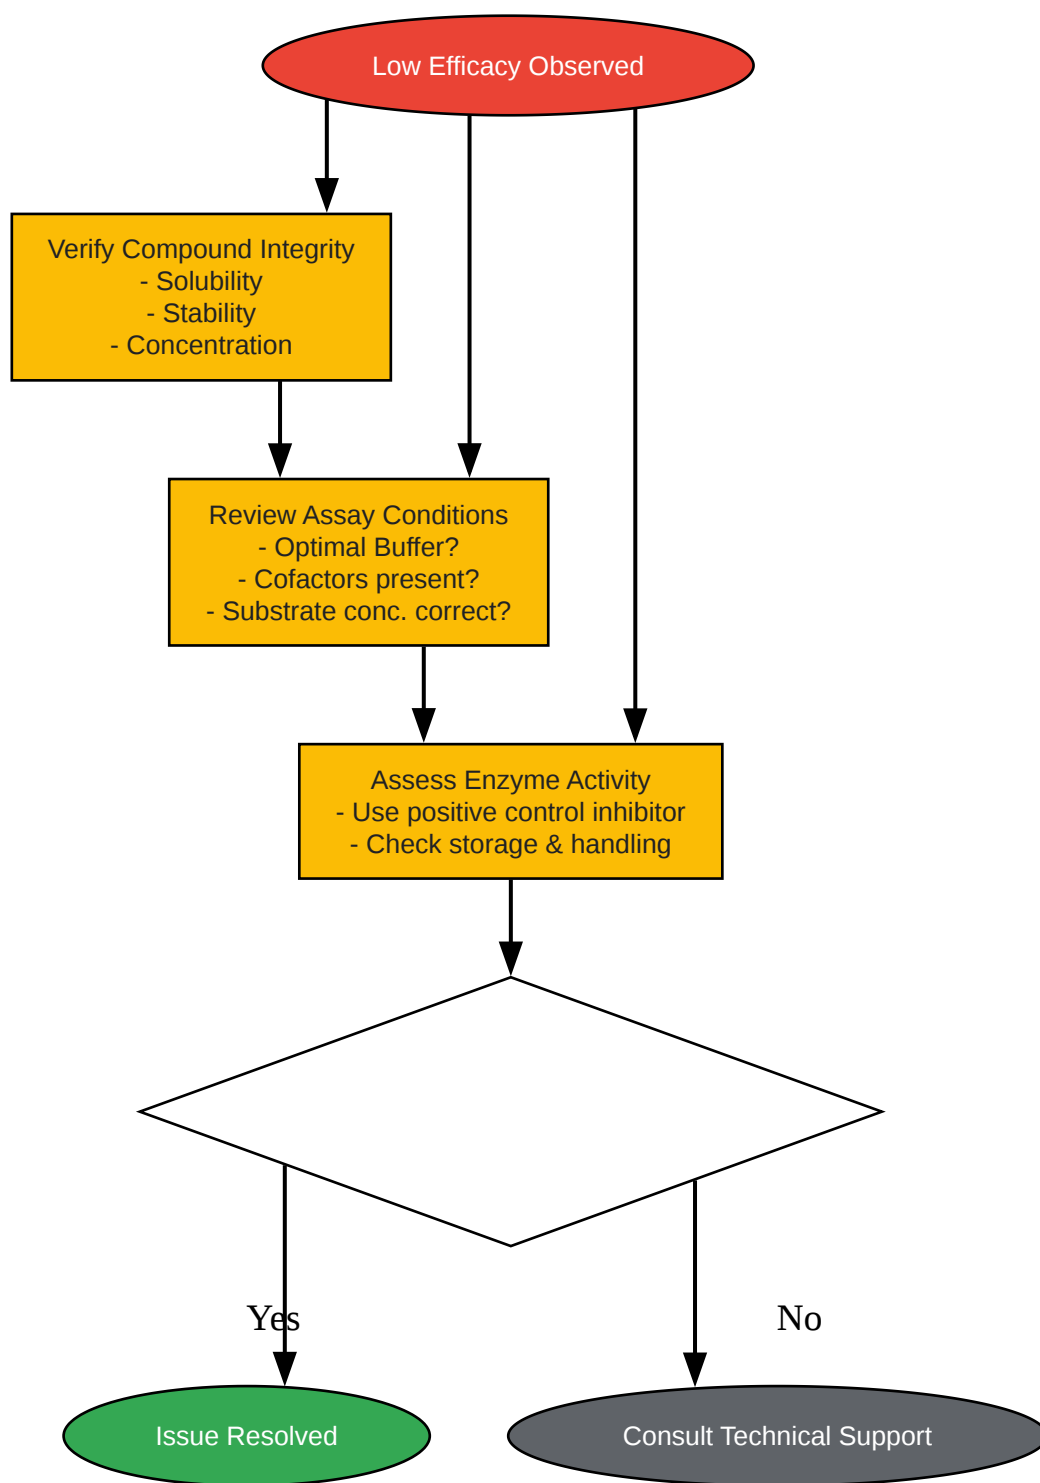 Low Efficacy Observed
Verify Compound Integrity
- Solubility
- Stability
- Concentration
Review Assay Conditions
- Optimal Buffer?
- Cofactors present?
- Substrate conc. correct?
Assess Enzyme Activity
- Use positive control inhibitor
- Check storage & handling
Yes
No
Issue Resolved
Consult Technical Support